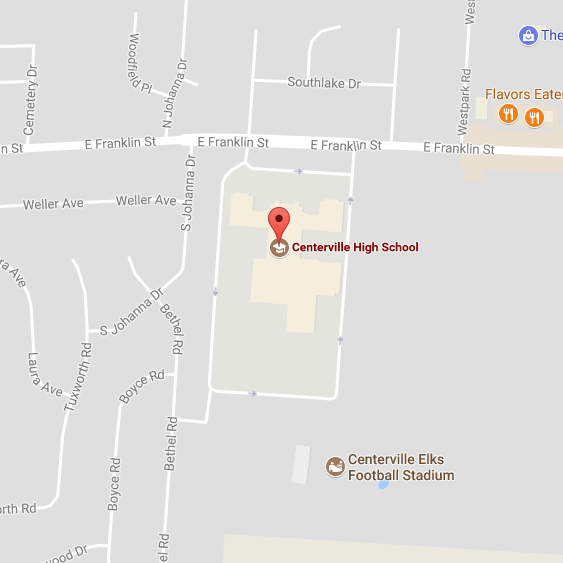 The
Woodfield Pl
N Johanna Dr
Cemetery Dr
Southlake Dr
Westpark Rd
Flavors Eater
n St
E Franklin St
E Franklin St
E Franklin St
E Franklin St
Weller Ave
Weller Ave
S Johanna Dr
Centerville High School
ra Ave
S Johanna Dr
Bethel Rd
Laura Ave
Tuxworth Rd
Boyce Rd
Bethel Rd
Boyce Rd
Centerville Elks
Football Stadium
orth Rd
wood Dr
el Rd